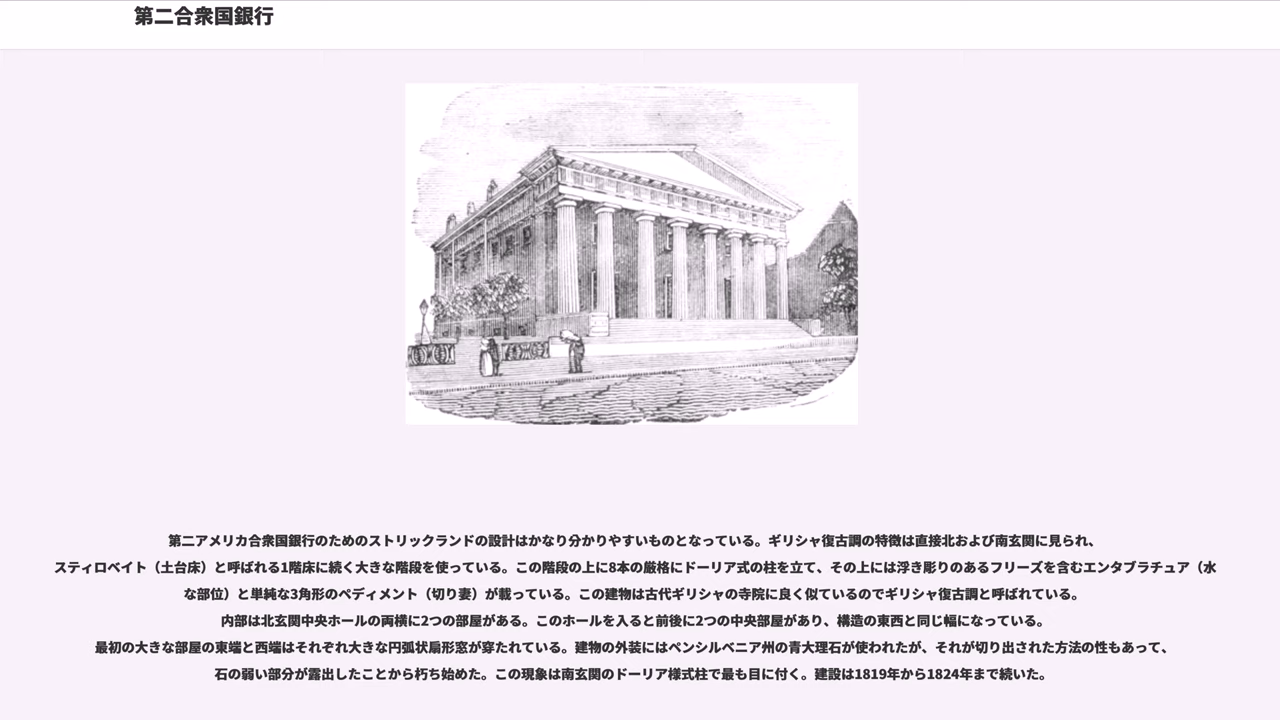 第二合衆国銀行
第二アメリカ合衆国銀行のためのストリックランドの設計はかなり分かりやすいものとなっている。ギリシャ復古調の特徴は直接北および南玄関に見られ、
スティロベイト（土台床）と呼ばれる1階床に続く大きな階段を使っている。この階段の上に8本の厳格にドーリア式の柱を立て、その上には浮き彫りのあるフリーズを含むエンタブラチュア（水
な部位）と単純な3角形のペディメント（切り妻）が載っている。この建物は古代ギリシャの寺院に良く似ているのでギリシャ復古調と呼ばれている。
内部は北玄関中央ホールの両横に2つの部屋がある。このホールを入ると前後に2つの中央部屋があり、構造の東西と同じ幅になっている。
最初の大きな部屋の東端と西端はそれぞれ大きな円弧状扇形窓が穿たれている。建物の外装にはペンシルベニア州の青大理石が使われたが、それが切り出された方法の性もあって、
石の弱い部分が露出したことから朽ち始めた。この現象は南玄関のドーリア様式柱で最も目に付く。建設は1819年から1824年まで続いた。